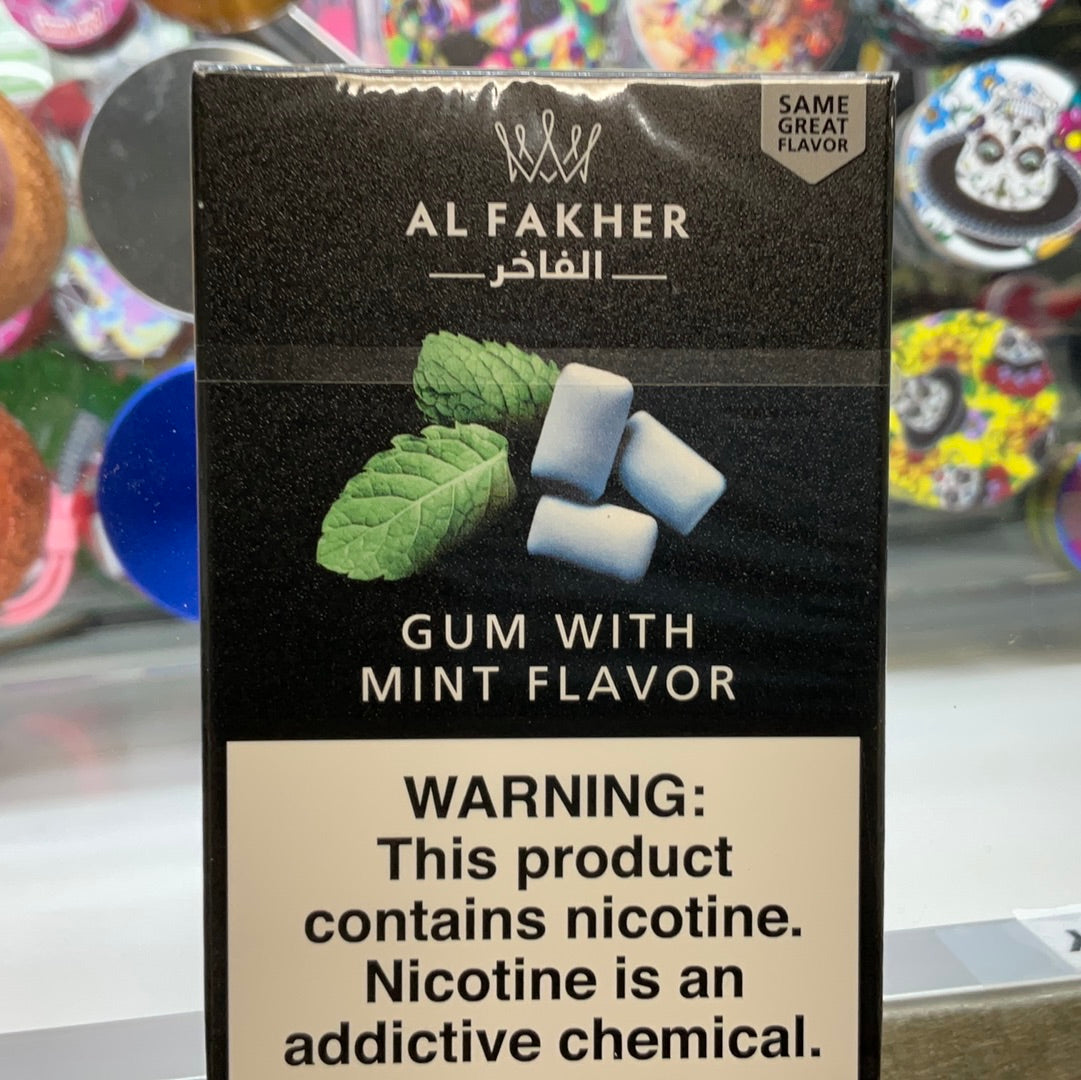 SAME
GREAT
FLAVOR
AL FAKHER
الفاخر
GUM WITH
MINT FLAVOR
WARNING:
This product
contains nicotine.
Nicotine is an
addictive chemical.